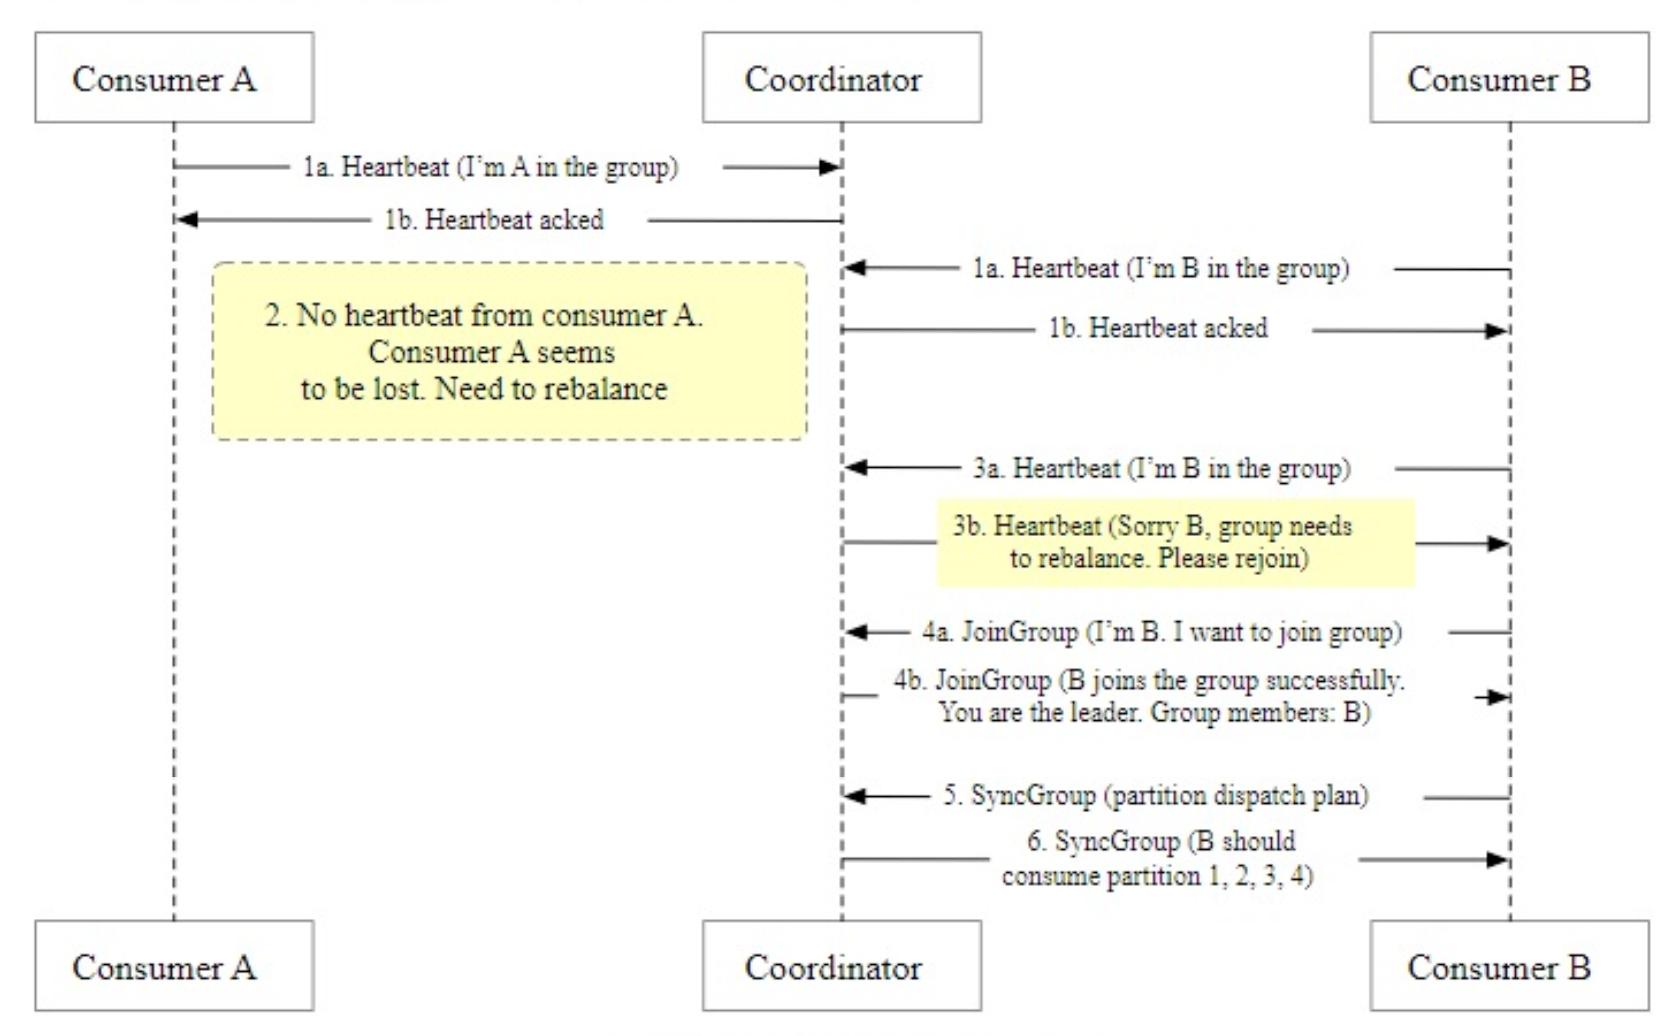 Consumer A
Coordinator
Consumer B
1a. Heartbeat (I’m A in the group)
1b. Heartbeat acked
1a. Heartbeat (I’m B in the group)
2. No heartbeat from consumer A.
Consumer A seems
to be lost. Need to rebalance
1b. Heartbeat acked
3a. Heartbeat (I’m B in the group)
3b. Heartbeat (Sorry B, group needs
to rebalance. Please rejoin)
4a. JoinGroup (I’m B. I want to join group)
4b. JoinGroup (B joins the group successfully.
You are the leader. Group members: B)
5. SyncGroup (partition dispatch plan)
6. SyncGroup (B should
consume partition 1, 2, 3, 4)
Consumer A
Coordinator
Consumer B